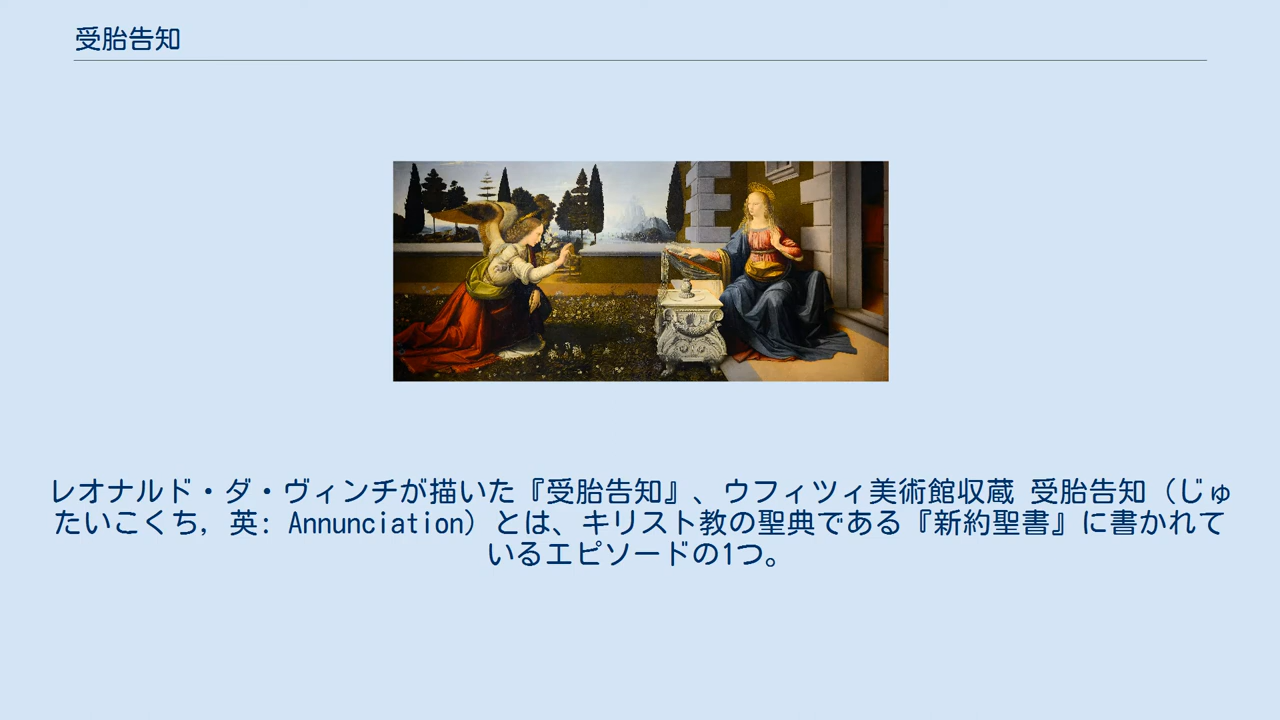 受胎告知
レオナルド・ダ・ヴィンチが描いた『受胎告知』、ウフィツィ美術館収蔵 受胎告知（じゅ
たいこくち, 英: Annunciation）とは、キリスト教の聖典である『新約聖書』に書かれて
いるエピソードの1つ。